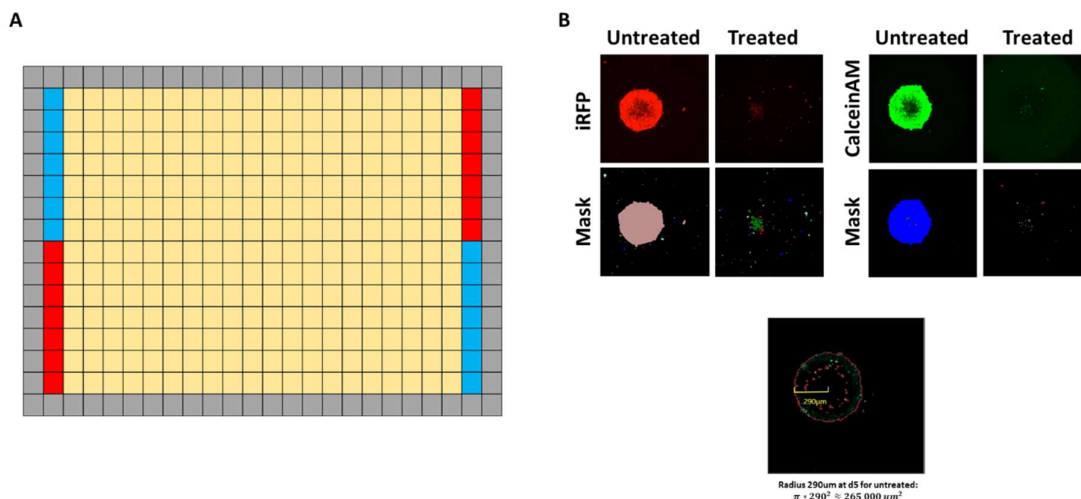 A
B
Untreated Treated
Untreated Treated
iRFP
CalceinAM
Mask
Mask
290μm
Radius 290um at d5 for untreated:
π * 290² ≈ 265 000 μm²